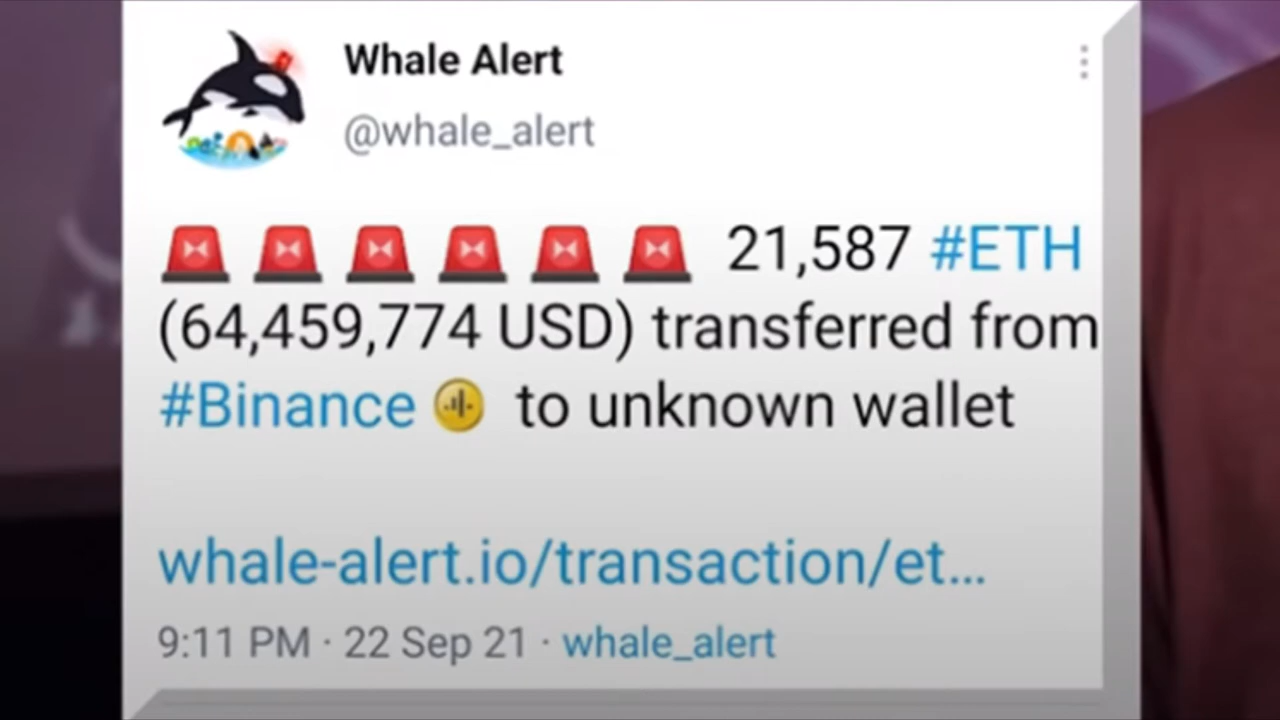 Whale Alert
@whale_alert
🚨 🚨 🚨 🚨 🚨 🚨 21,587 #ETH
(64,459,774 USD) transferred from
#Binance to unknown wallet
whale-alert.io/transaction/et…
9:11 PM · 22 Sep 21 · whale_alert